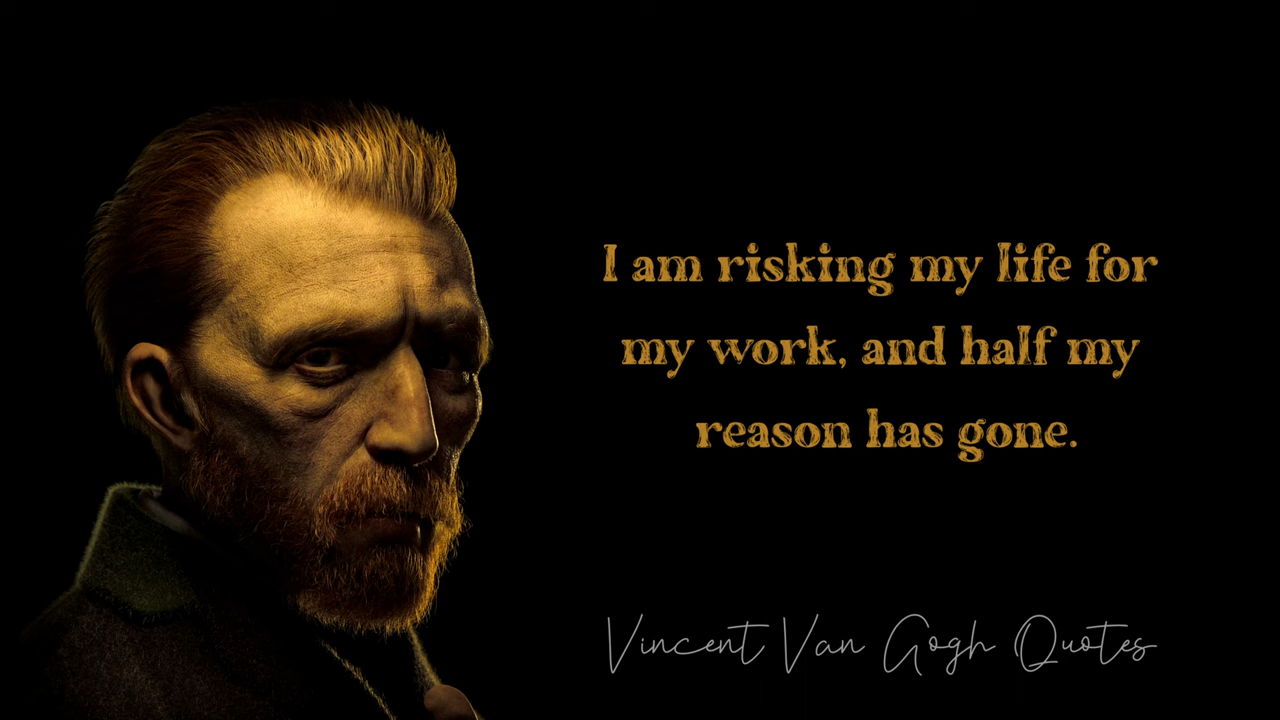 I am risking my life for
my work, and half my
reason has gone.
Vincent Van Gogh Quotes